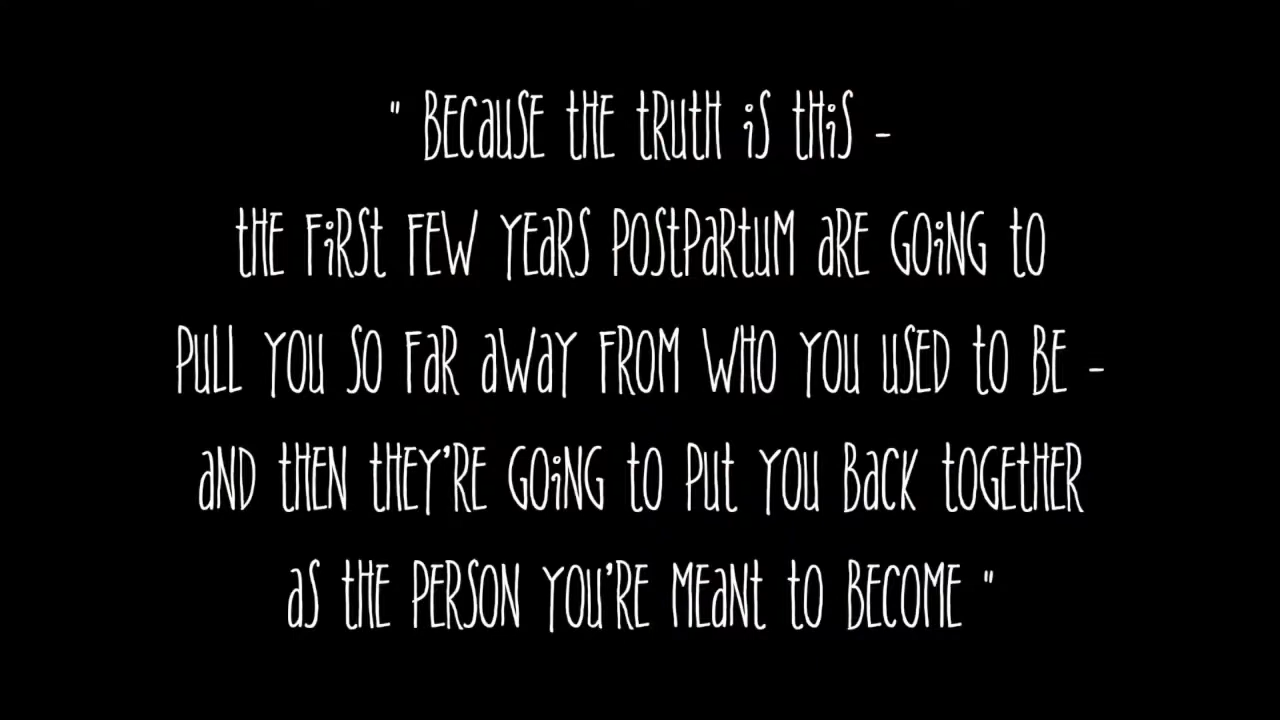 " Because the truth is this -
the first few years postpartum are going to
pull you so far away from who you used to be -
and then they're going to put you back together
as the person you're meant to become "